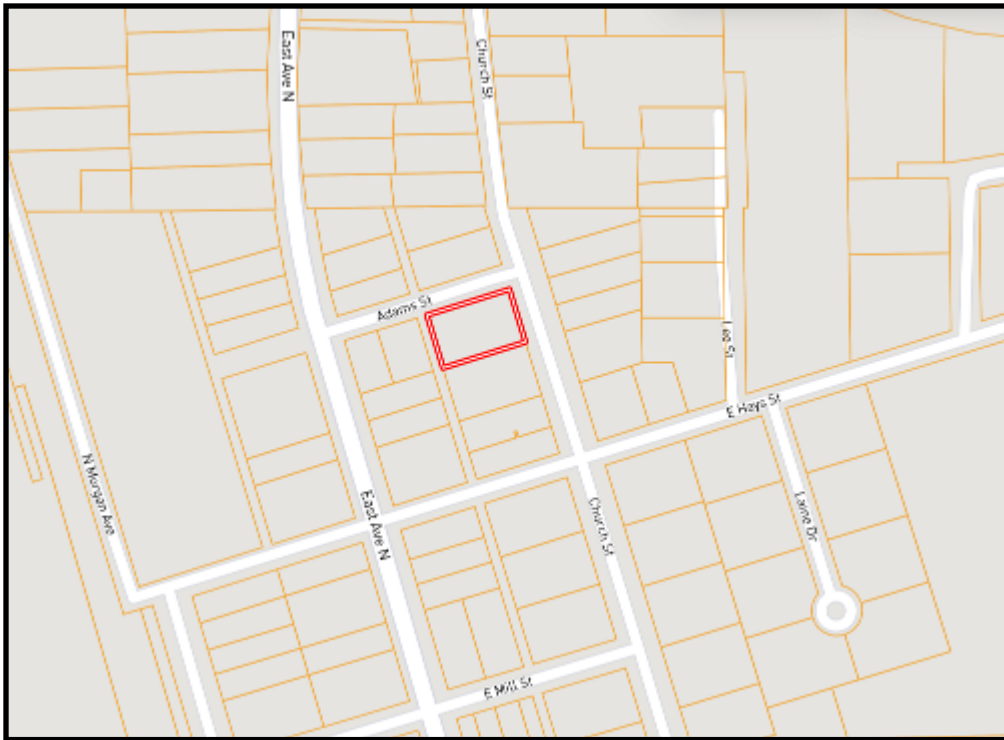 East Ave N
Church St
Adams St
Lee St
E Hays St
N Morgan Ave
East Ave N
Church St
Laine Dr
E Mill St